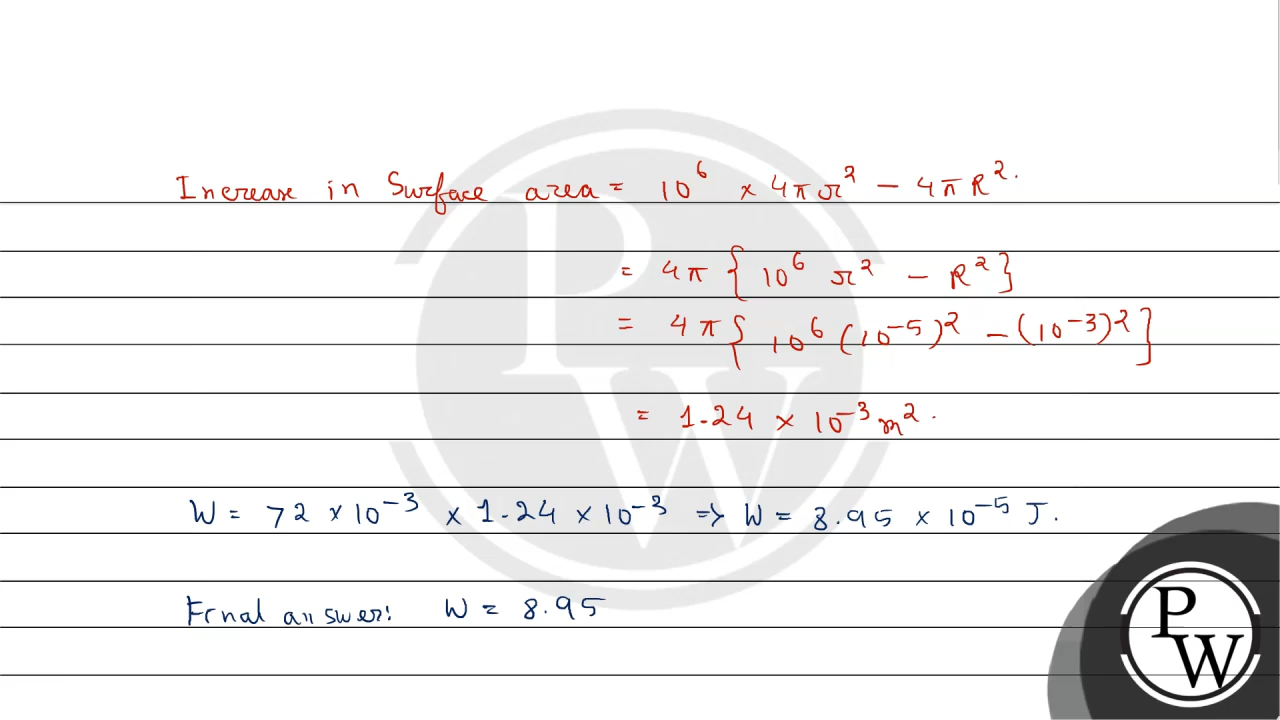 Increase in Surface area = 10⁶ × 4πr² − 4πR².
= 4π { 10⁶ r² − R² }
= 4π { 10⁶ (10⁻⁵)² − (10⁻³)² }
= 1.24 × 10⁻³ m².
W = 72 × 10⁻³ × 1.24 × 10⁻³ ⇒ W = 8.95 × 10⁻⁵ J.
Final answer: W = 8.95
P
W
P
W